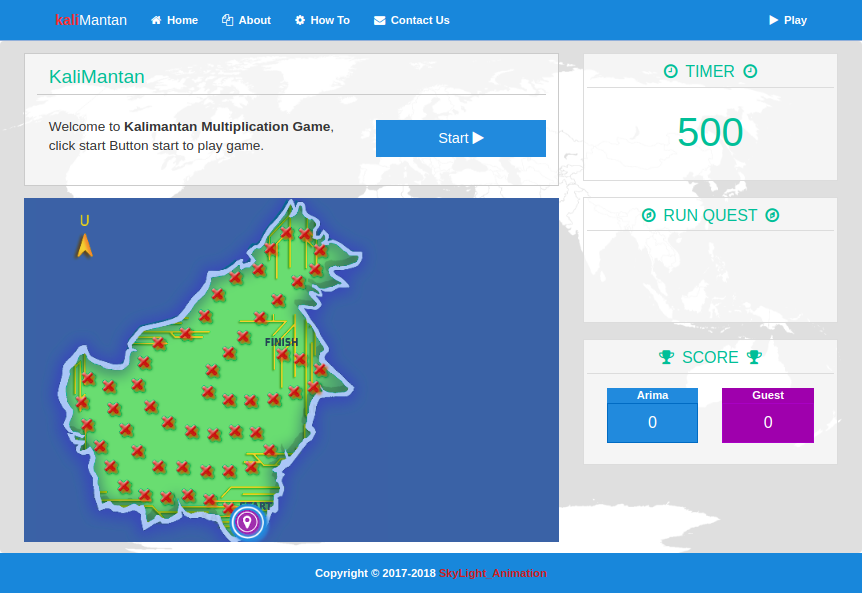 kaliMantan Home About How To Contact Us Play
KaliMantan
Welcome to Kalimantan Multiplication Game,
click start Button start to play game.
Start
TIMER
500
U
FINISH
START
RUN QUEST
SCORE
Arima Guest
0 0
Copyright © 2017-2018 SkyLight_Animation